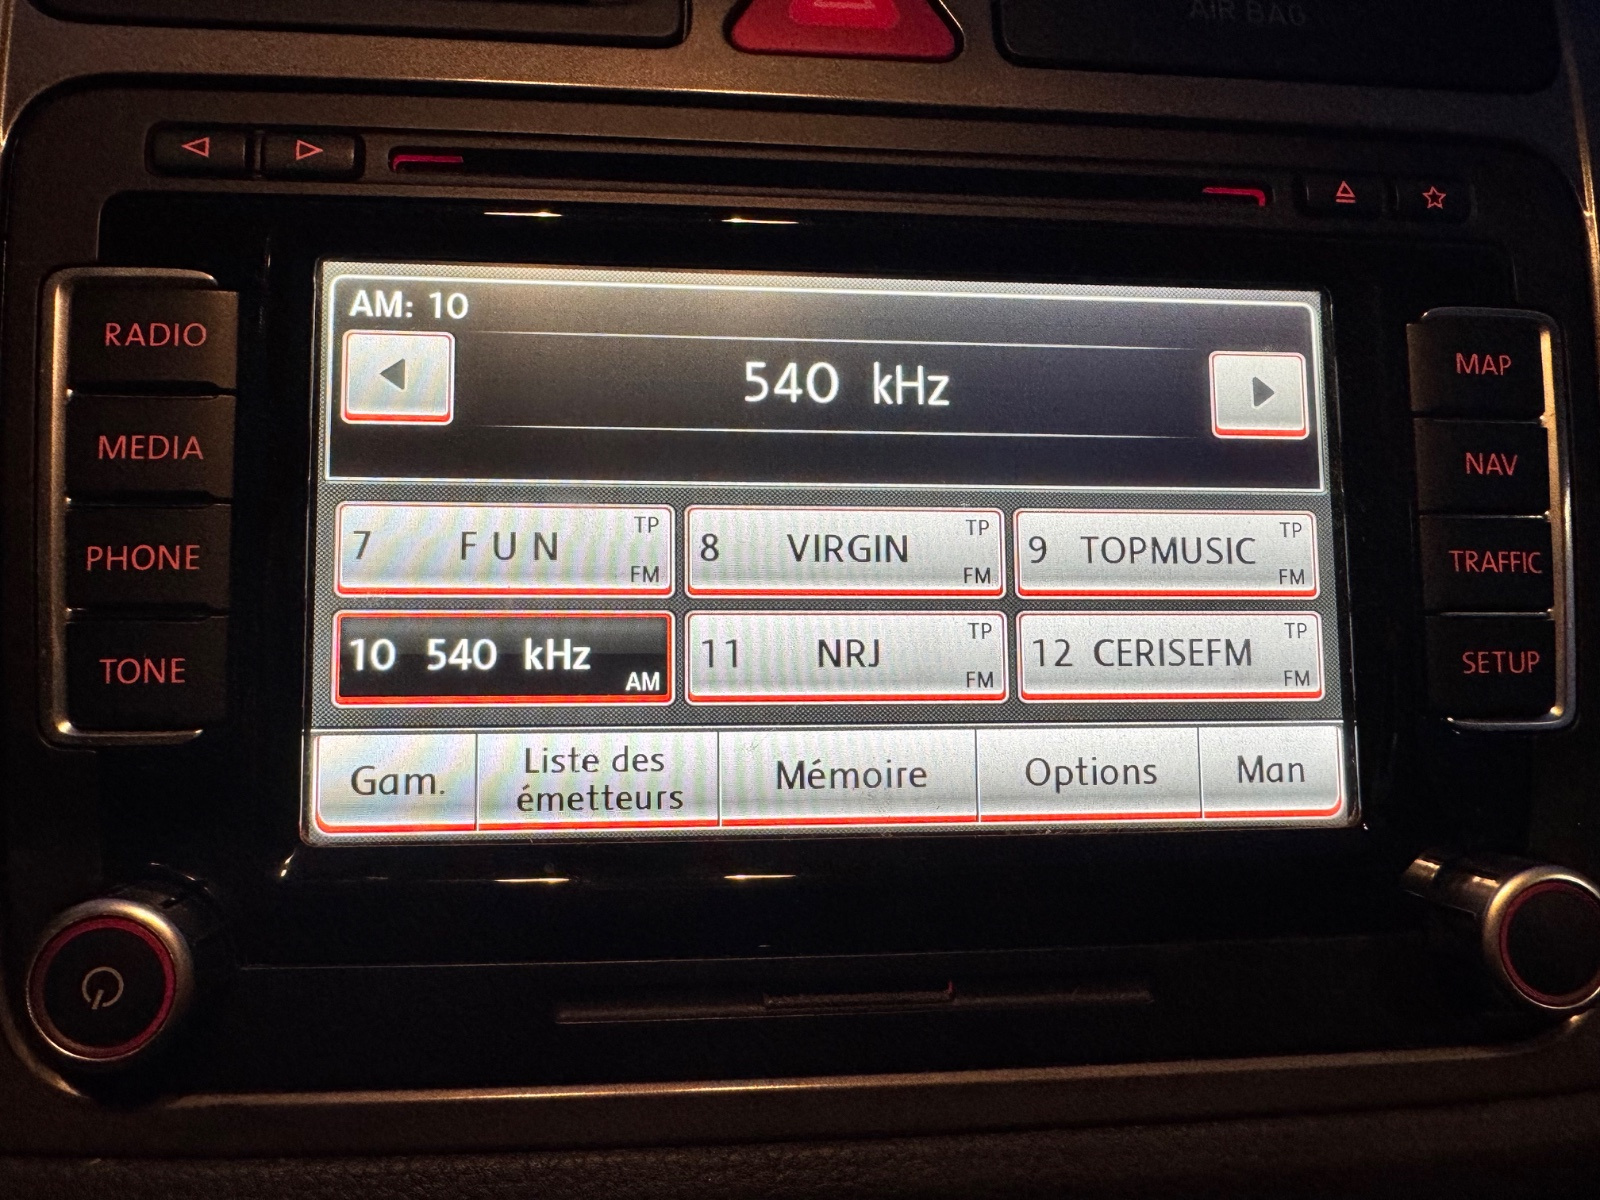 AIR BAG
AM: 10
540 kHz
7 F U N TP FM
8 VIRGIN TP FM
9 TOPMUSIC TP FM
10 540 kHz AM
11 NRJ TP FM
12 CERISEFM TP FM
Gam.
Liste des
émetteurs
Mémoire
Options
Man
RADIO
MEDIA
PHONE
TONE
MAP
NAV
TRAFFIC
SETUP